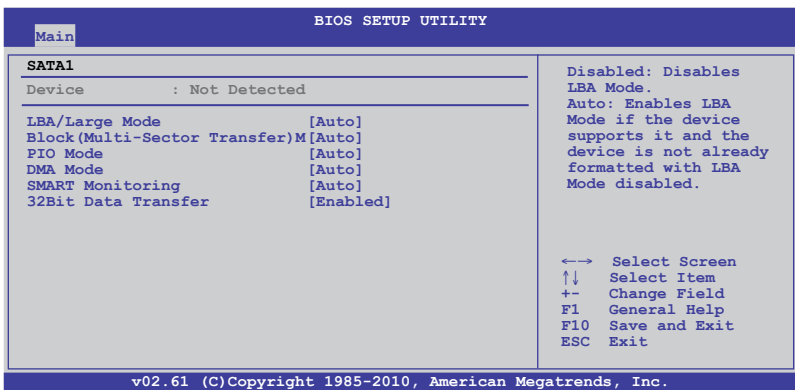 BIOS SETUP UTILITY
Main
SATA1
Device : Not Detected
LBA/Large Mode [Auto]
Block(Multi-Sector Transfer)M[Auto]
PIO Mode [Auto]
DMA Mode [Auto]
SMART Monitoring [Auto]
32Bit Data Transfer [Enabled]
Disabled: Disables
LBA Mode.
Auto: Enables LBA
Mode if the device
supports it and the
device is not already
formatted with LBA
Mode disabled.
←→ Select Screen
↑↓ Select Item
+- Change Field
F1 General Help
F10 Save and Exit
ESC Exit
v02.61 (C)Copyright 1985-2010, American Megatrends, Inc.